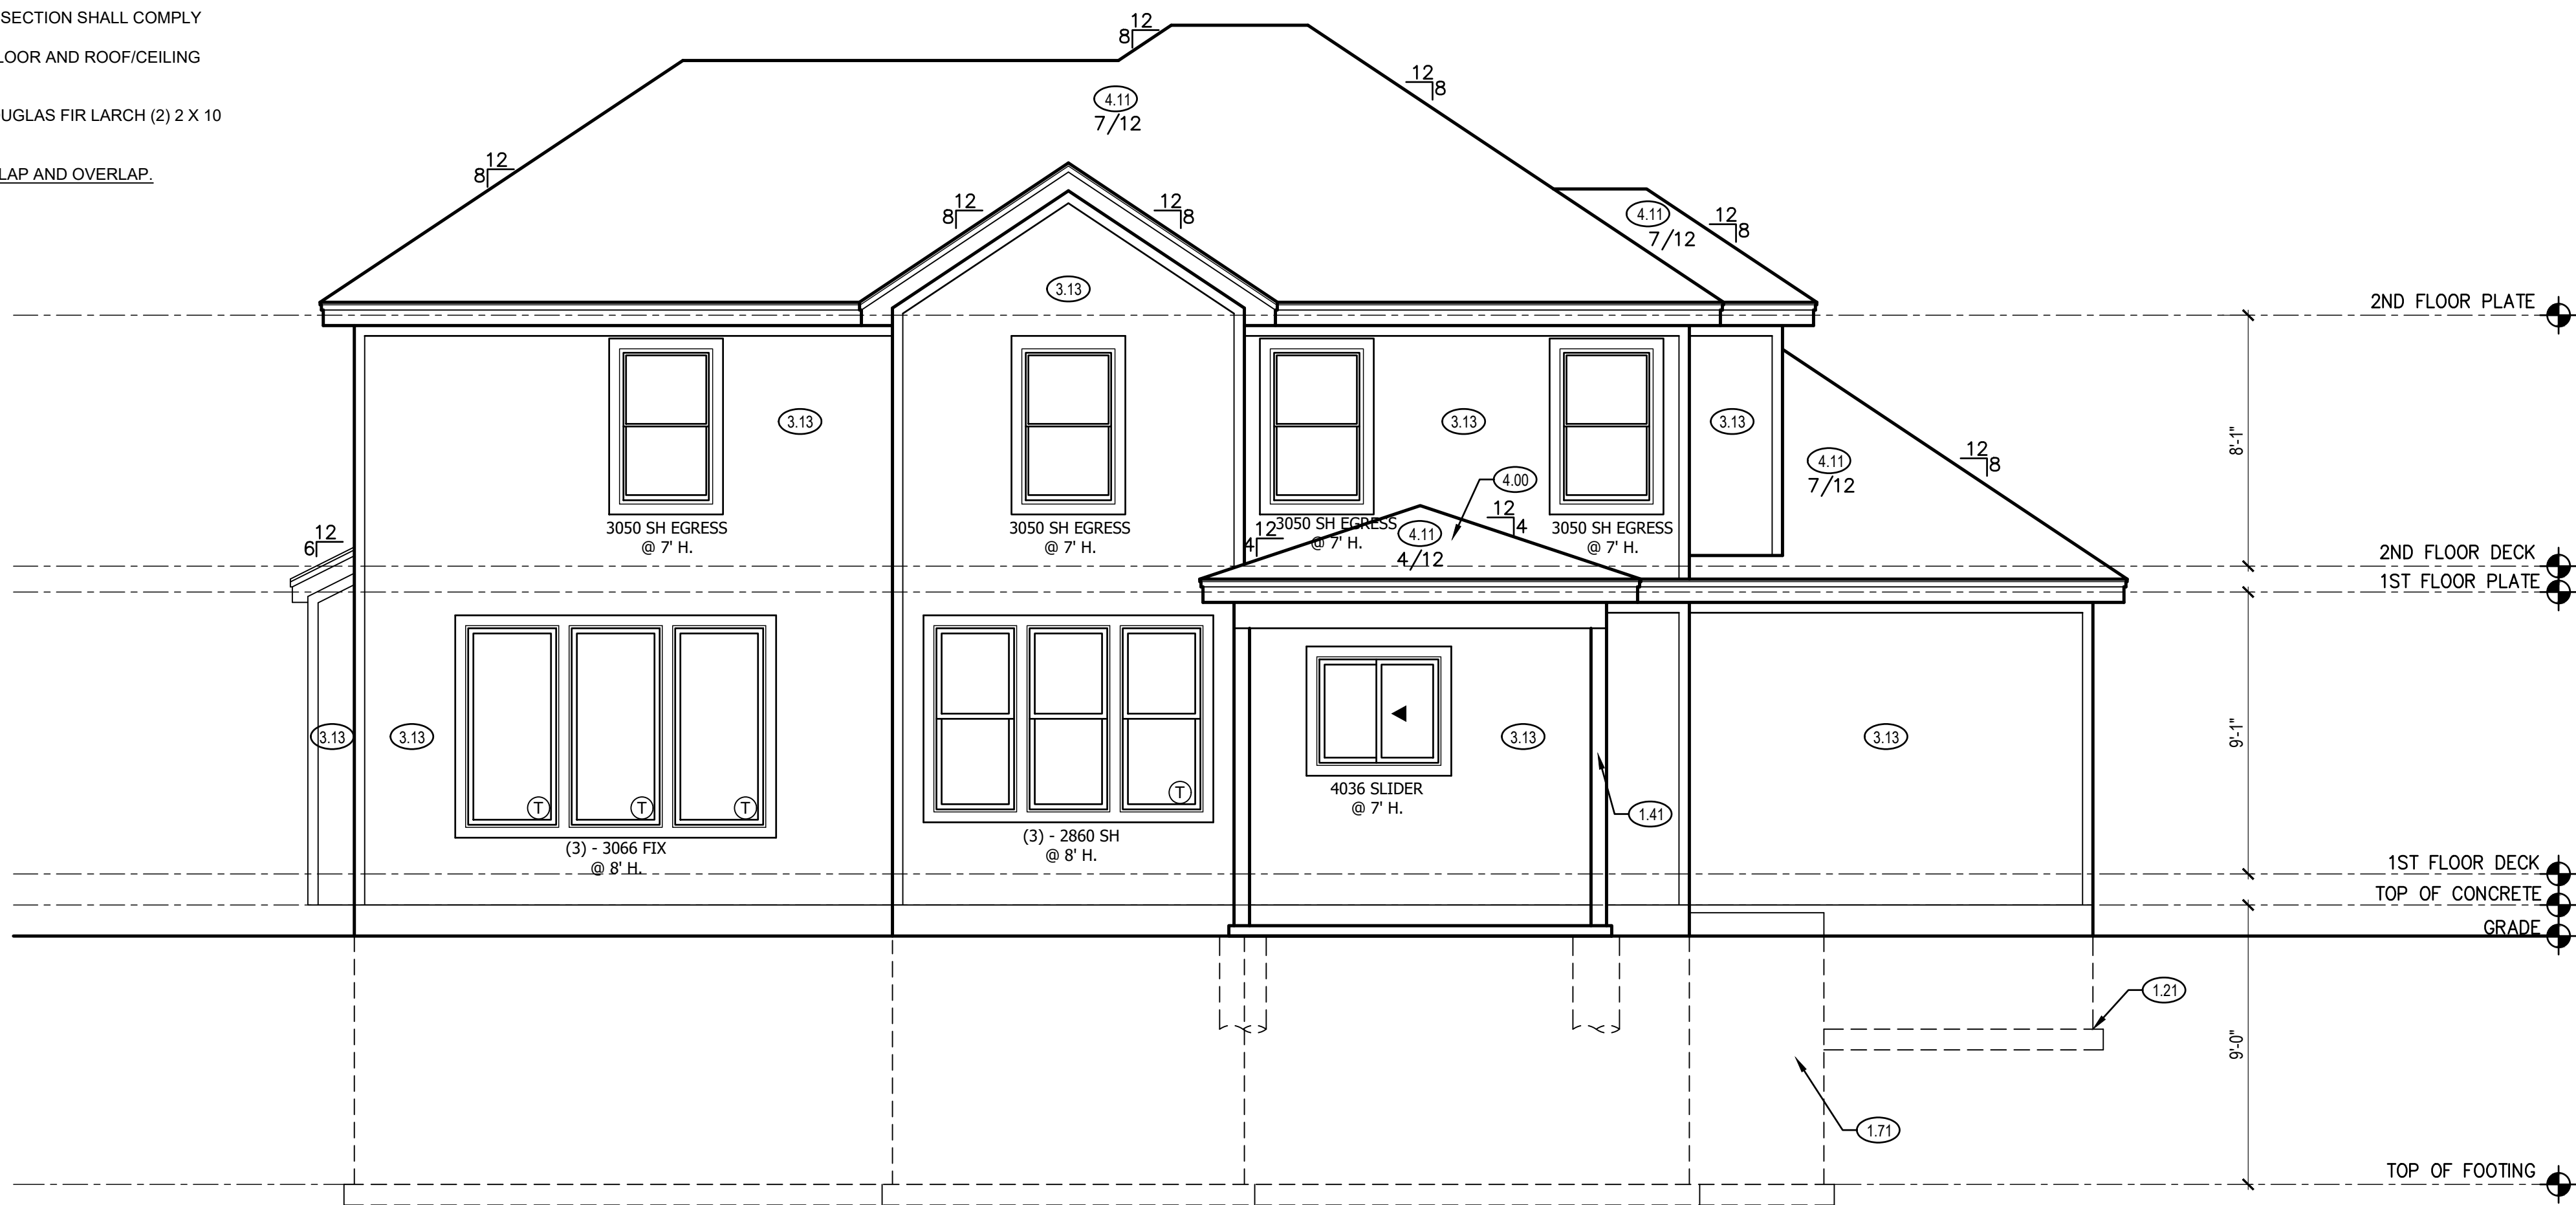 SECTION SHALL COMPLY
LOOR AND ROOF/CEILING
UGLAS FIR LARCH (2) 2 X 10
LAP AND OVERLAP.
12
8
12
8
4.11
7/12
12
8
12
8
12
8
4.11
7/12
12
8
3.13
2ND FLOOR PLATE
3.13
3.13
3.13
8'-1"
12
8
4.11
7/12
4.00
3050 SH EGRESS
@ 7' H.
3050 SH EGRESS
@ 7' H.
3050 SH EGRESS
@ 7' H.
3050 SH EGRESS
@ 7' H.
12
6
12
4
4.11
4/12
12
4
2ND FLOOR DECK
1ST FLOOR PLATE
3.13
3.13
3.13
3.13
9'-1"
T
T
T
T
(3) - 3066 FIX
@ 8' H.
(3) - 2860 SH
@ 8' H.
4036 SLIDER
@ 7' H.
1.41
1ST FLOOR DECK
TOP OF CONCRETE
GRADE
1.21
9'-0"
1.71
TOP OF FOOTING